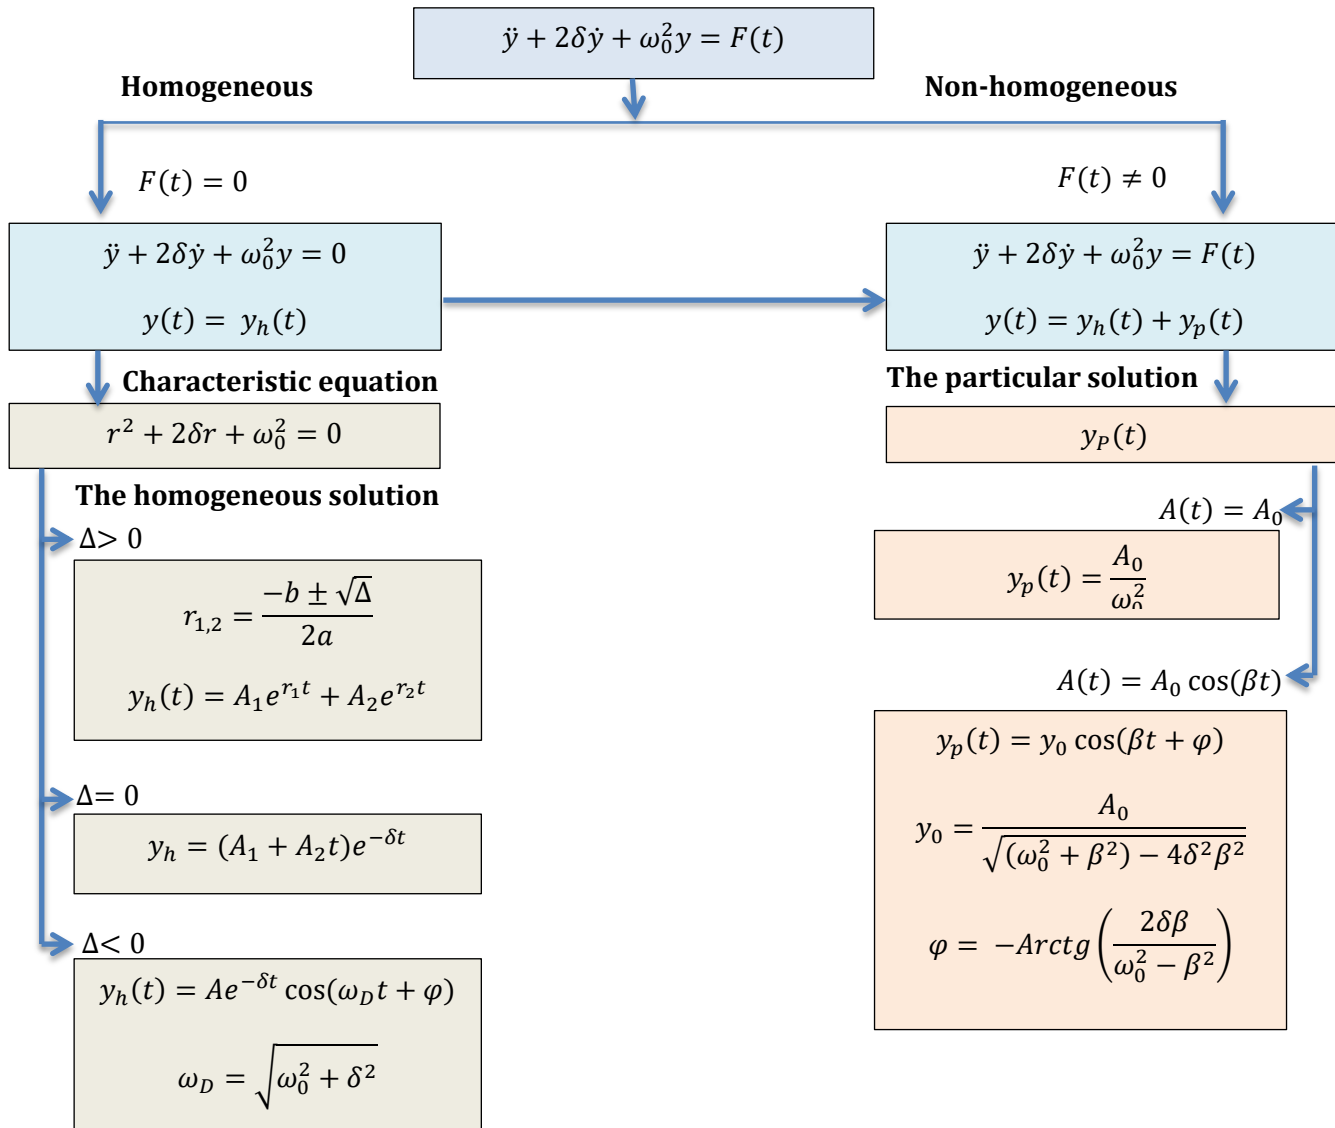 ÿ + 2δẏ + ω₀²y = F(t)
Homogeneous
Non-homogeneous
F(t) = 0
F(t) ≠ 0
ÿ + 2δẏ + ω₀²y = 0
y(t) = y_h(t)
ÿ + 2δẏ + ω₀²y = F(t)
y(t) = y_h(t) + y_p(t)
Characteristic equation
The particular solution
r² + 2δr + ω₀² = 0
y_P(t)
The homogeneous solution
Δ> 0
r_{1,2} = (−b ± √Δ)/(2a)
y_h(t) = A₁e^{r₁t} + A₂e^{r₂t}
Δ= 0
y_h = (A₁ + A₂t)e^{−δt}
Δ< 0
y_h(t) = Ae^{−δt} cos(ω_D t + φ)
ω_D = √(ω₀² + δ²)
A(t) = A₀
y_p(t) = A₀/ω₀²
A(t) = A₀ cos(βt)
y_p(t) = y₀ cos(βt + φ)
y₀ = A₀/√((ω₀² + β²) − 4δ²β²)
φ = −Arctg(2δβ/(ω₀² − β²))